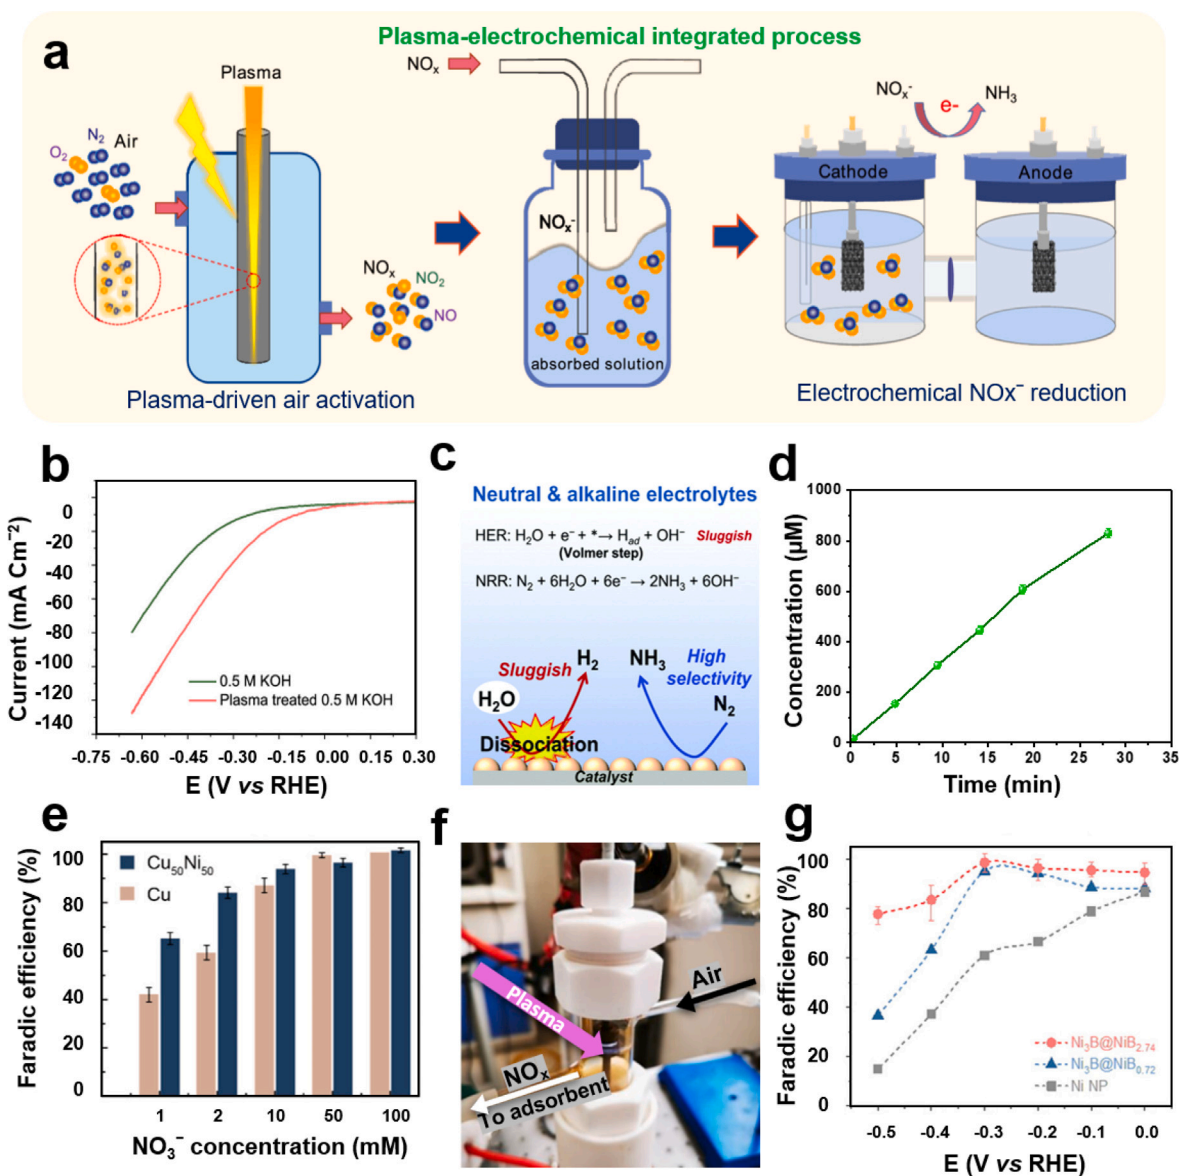 a
Plasma-electrochemical integrated process
Plasma
NOₓ
N₂
O₂
Air
NOₓ⁻
NH₃
e-
Cathode
Anode
NOₓ⁻
NOₓ
NO₂
NO
absorbed solution
Plasma-driven air activation
Electrochemical NOx⁻ reduction
b
Current (mA Cm⁻²)
0
-20
-40
-60
-80
-100
-120
-140
0.5 M KOH
Plasma treated 0.5 M KOH
-0.75 -0.60 -0.45 -0.30 -0.15 0.00 0.15 0.30
E (V vs RHE)
c
Neutral & alkaline electrolytes
HER: H₂O + e⁻ + *→ H_ad + OH⁻ Sluggish
(Volmer step)
NRR: N₂ + 6H₂O + 6e⁻ → 2NH₃ + 6OH⁻
H₂
NH₃
High
selectivity
Sluggish
H₂O
N₂
Dissociation
Catalyst
d
Concentration (µM)
1000
800
600
400
200
0
0 5 10 15 20 25 30 35
Time (min)
e
Faradic efficiency (%)
100
80
60
40
20
0
Cu₅₀Ni₅₀
Cu
1 2 10 50 100
NO₃⁻ concentration (mM)
f
Air
Plasma
NOₓ
To adsorbent
g
Faradic efficiency (%)
100
80
60
40
20
0
Ni₃B@NiB₂.₇₄
Ni₃B@NiB₀.₇₂
Ni NP
-0.5 -0.4 -0.3 -0.2 -0.1 0.0
E (V vs RHE)